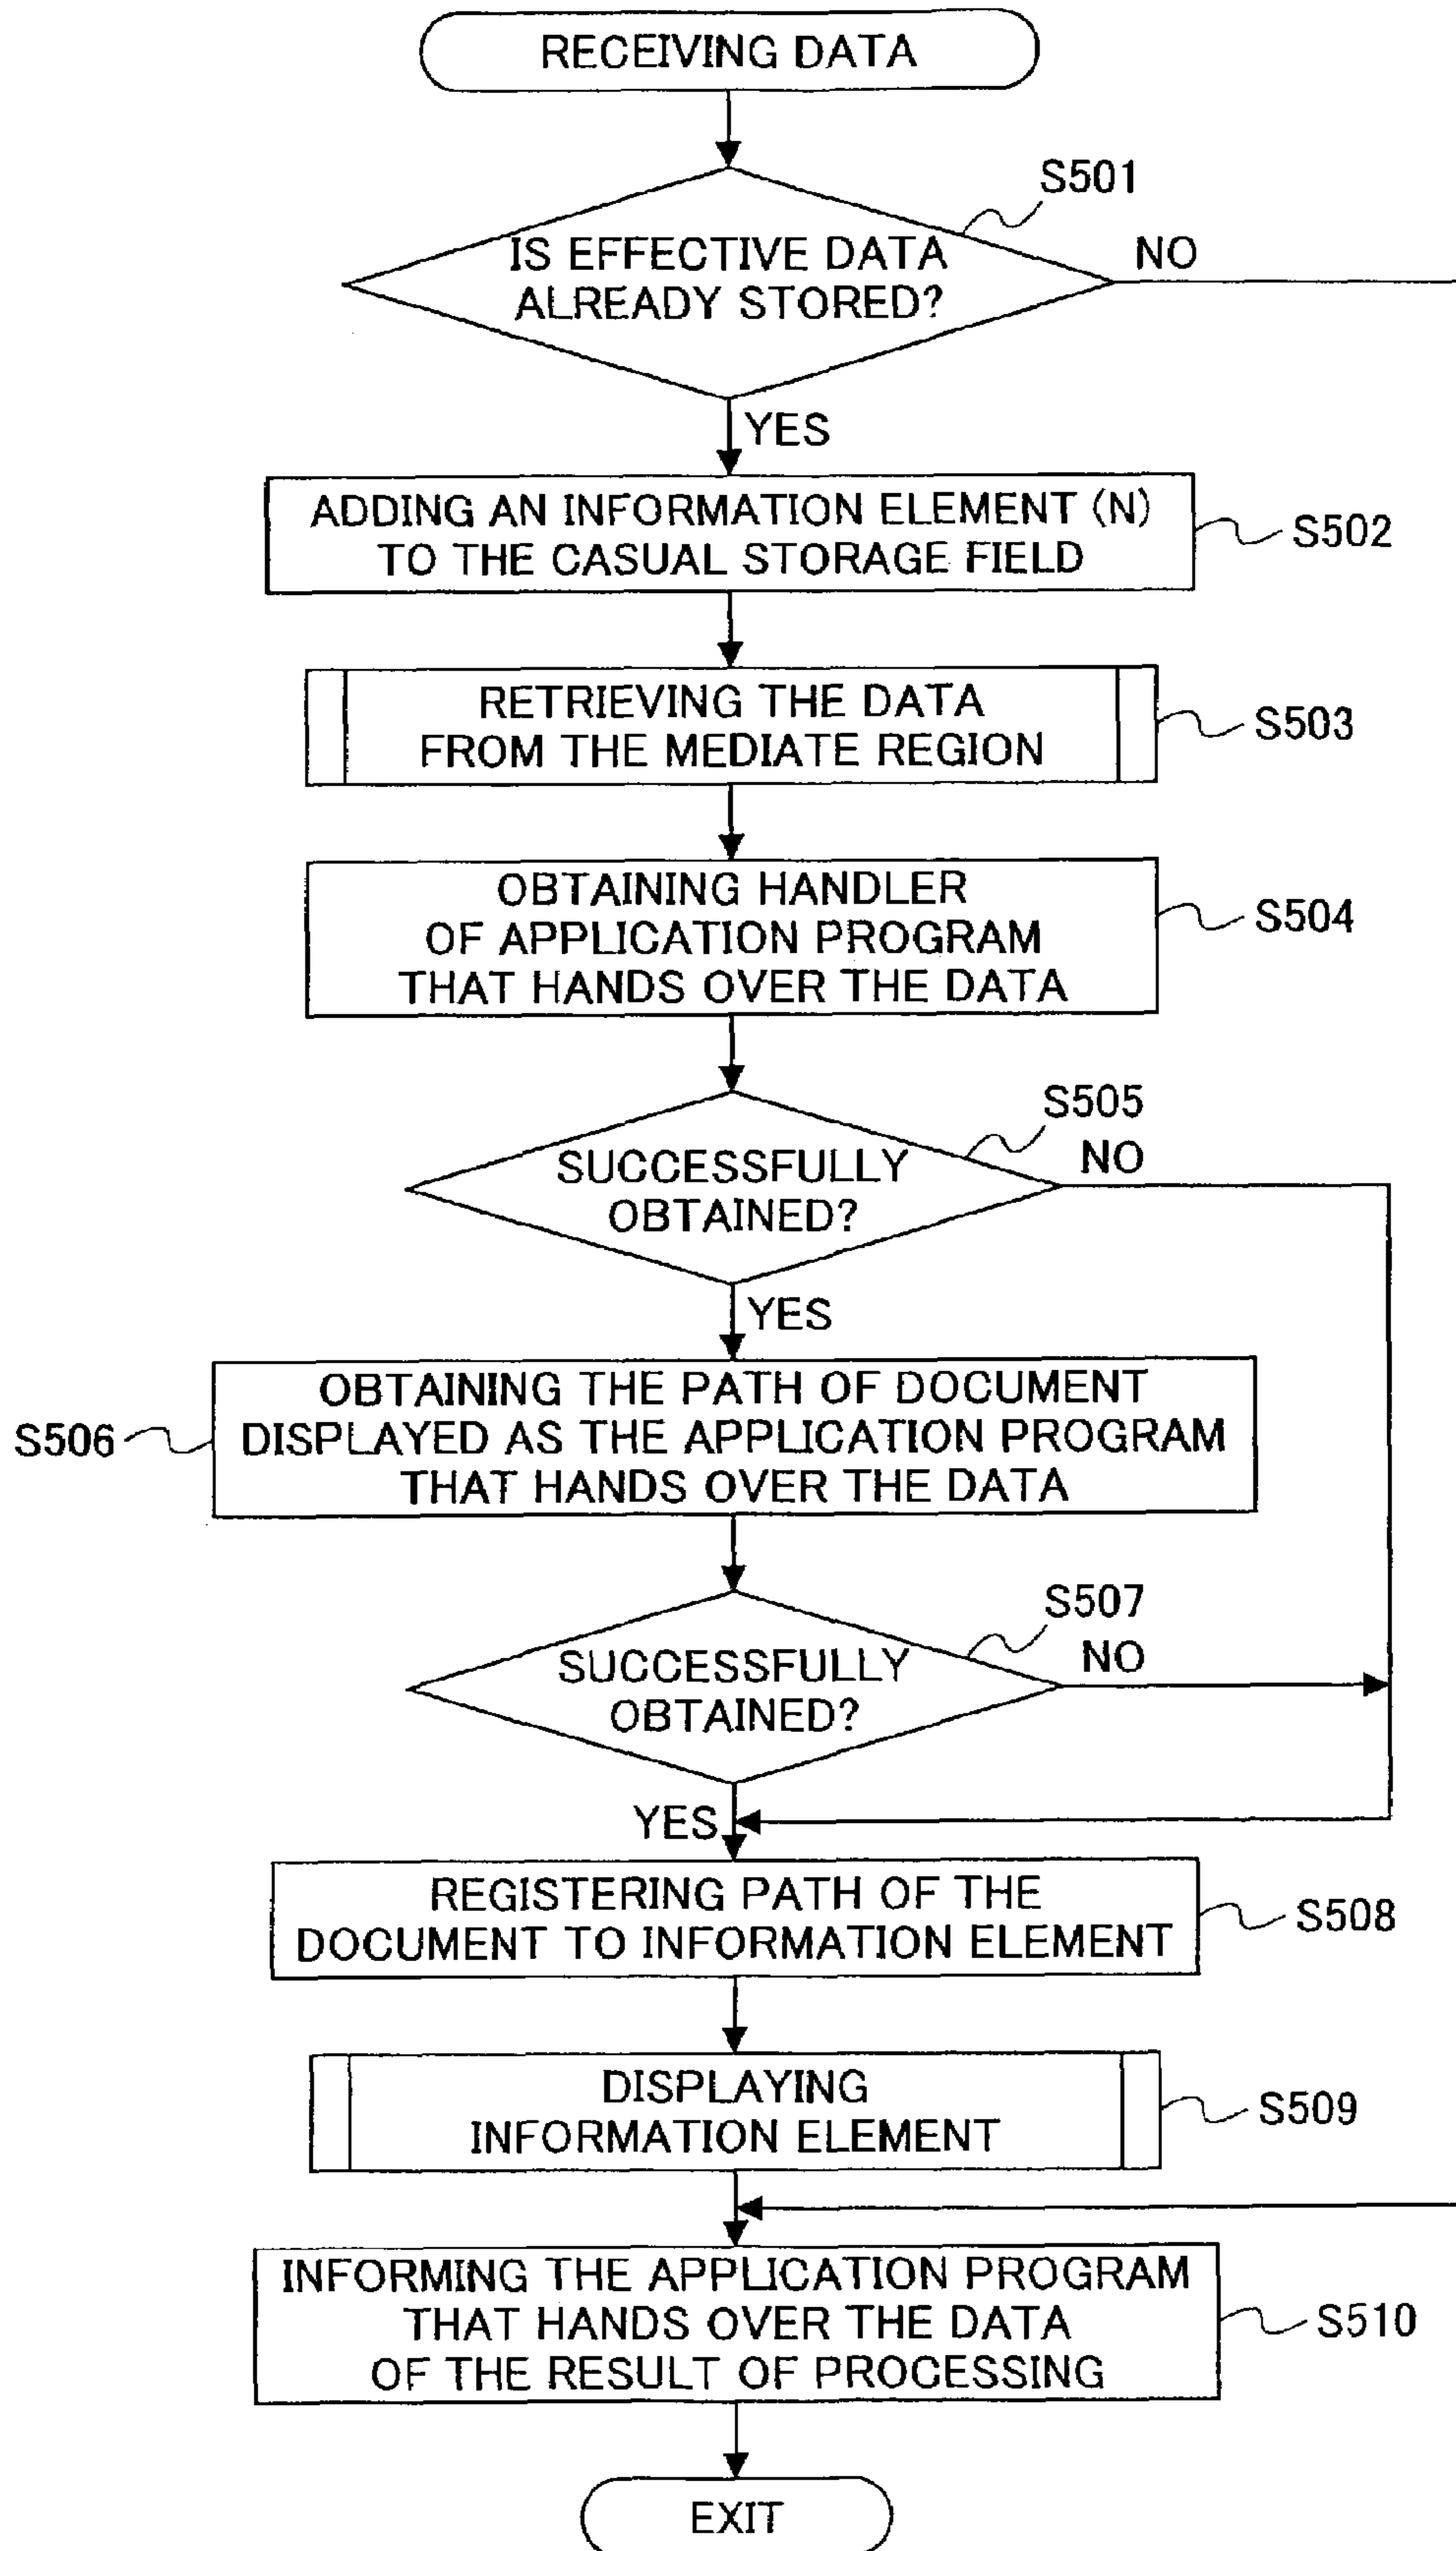 RECEIVING DATA
S501
IS EFFECTIVE DATA
ALREADY STORED?
NO
YES
ADDING AN INFORMATION ELEMENT (N)
TO THE CASUAL STORAGE FIELD
S502
RETRIEVING THE DATA
FROM THE MEDIATE REGION
S503
OBTAINING HANDLER
OF APPLICATION PROGRAM
THAT HANDS OVER THE DATA
S504
S505
SUCCESSFULLY
OBTAINED?
NO
YES
S506
OBTAINING THE PATH OF DOCUMENT
DISPLAYED AS THE APPLICATION PROGRAM
THAT HANDS OVER THE DATA
S507
SUCCESSFULLY
OBTAINED?
NO
YES
REGISTERING PATH OF THE
DOCUMENT TO INFORMATION ELEMENT
S508
DISPLAYING
INFORMATION ELEMENT
S509
INFORMING THE APPLICATION PROGRAM
THAT HANDS OVER THE DATA
OF THE RESULT OF PROCESSING
S510
EXIT